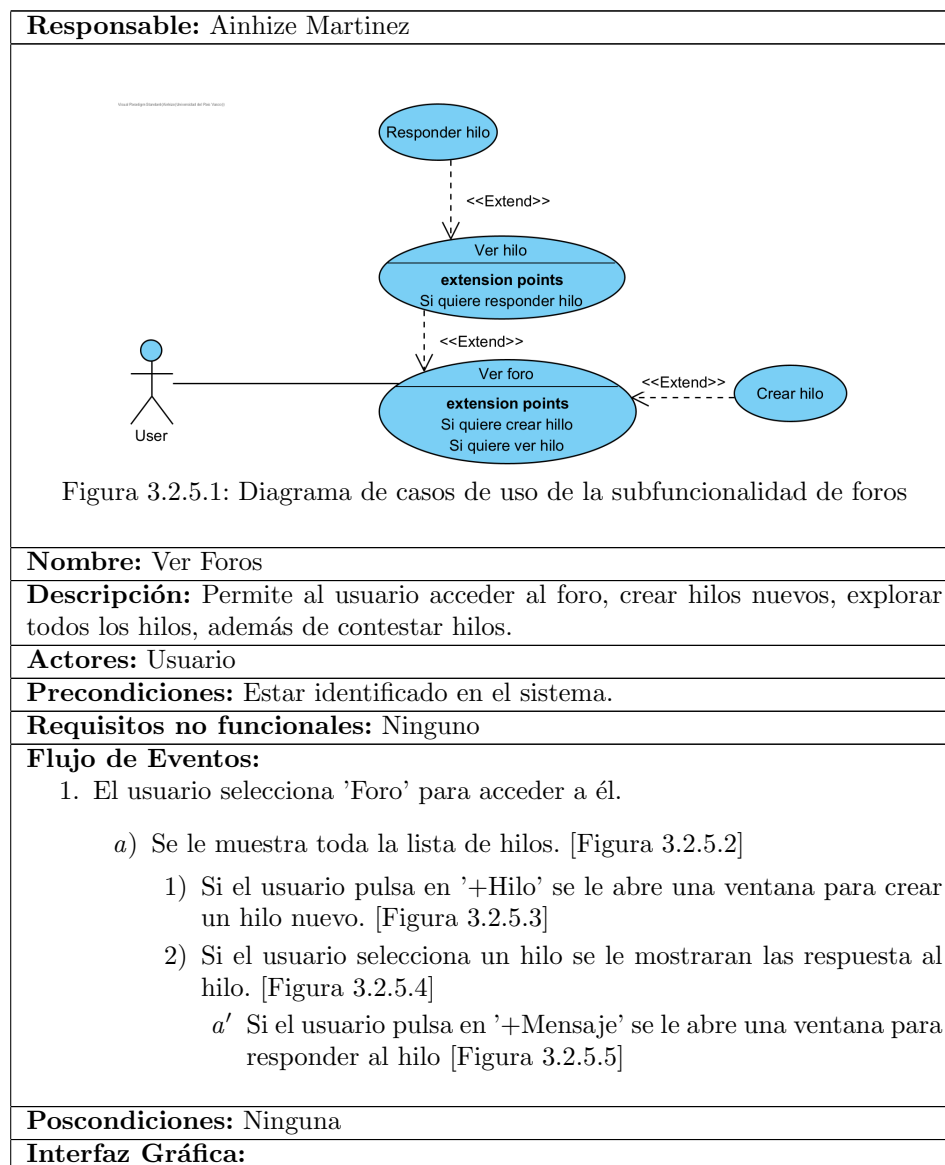 Responsable: Ainhize Martinez
Responder hilo
<<Extend>>
Ver hilo
extension points
Si quiere responder hilo
<<Extend>>
Ver foro
extension points
Si quiere crear hillo
Si quiere ver hilo
<<Extend>>
Crear hilo
User
Figura 3.2.5.1: Diagrama de casos de uso de la subfuncionalidad de foros
Nombre: Ver Foros
Descripción: Permite al usuario acceder al foro, crear hilos nuevos, explorar
todos los hilos, además de contestar hilos.
Actores: Usuario
Precondiciones: Estar identificado en el sistema.
Requisitos no funcionales: Ninguno
Flujo de Eventos:
1. El usuario selecciona ’Foro’ para acceder a él.
a) Se le muestra toda la lista de hilos. [Figura 3.2.5.2]
1) Si el usuario pulsa en ’+Hilo’ se le abre una ventana para crear
un hilo nuevo. [Figura 3.2.5.3]
2) Si el usuario selecciona un hilo se le mostraran las respuesta al
hilo. [Figura 3.2.5.4]
a′ Si el usuario pulsa en ’+Mensaje’ se le abre una ventana para
responder al hilo [Figura 3.2.5.5]
Poscondiciones: Ninguna
Interfaz Gráfica: